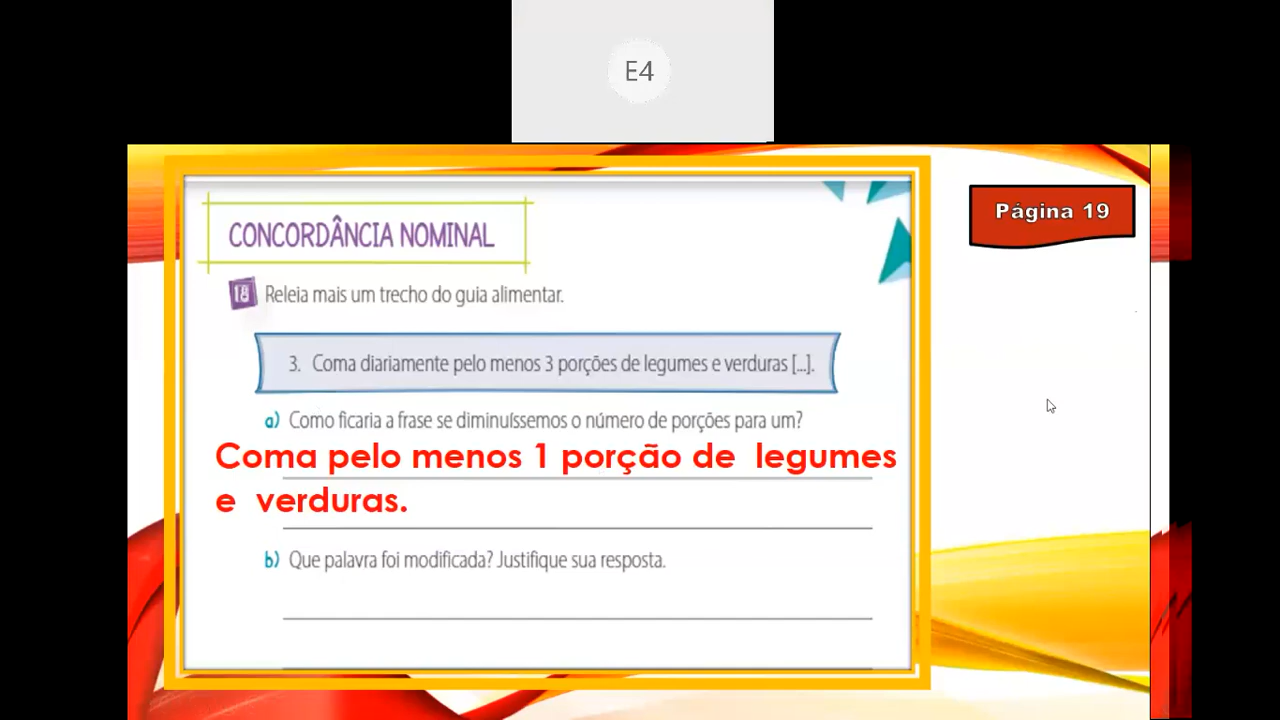 E4
Página 19
CONCORDÂNCIA NOMINAL
18 Releia mais um trecho do guia alimentar.
3. Coma diariamente pelo menos 3 porções de legumes e verduras [...].
a) Como ficaria a frase se diminuíssemos o número de porções para um?
Coma pelo menos 1 porção de legumes
e verduras.
b) Que palavra foi modificada? Justifique sua resposta.